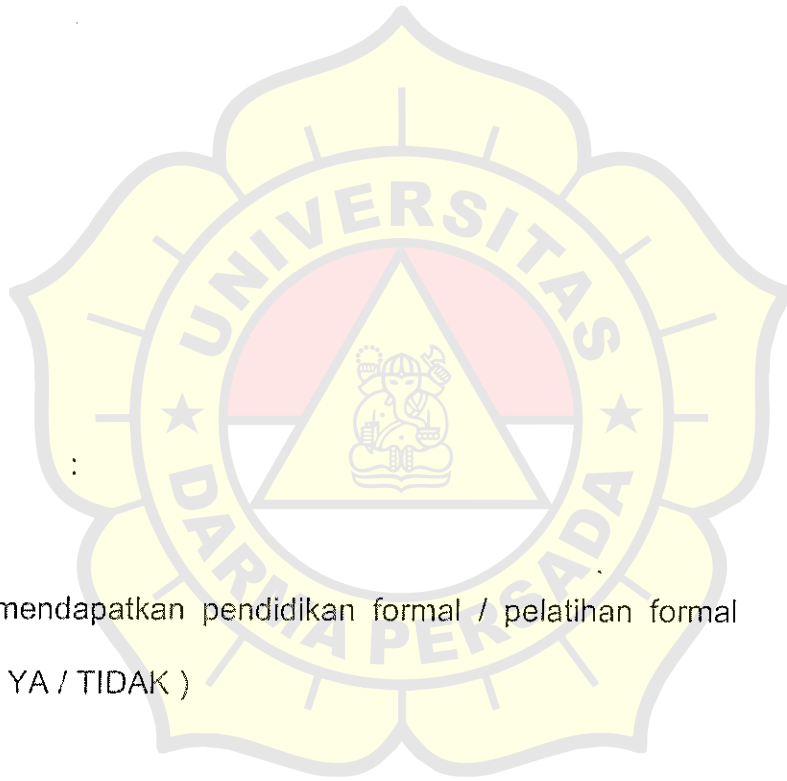 UNIVERSITAS
DARMA PERSADA
:
mendapatkan pendidikan formal / pelatihan formal
YA / TIDAK )